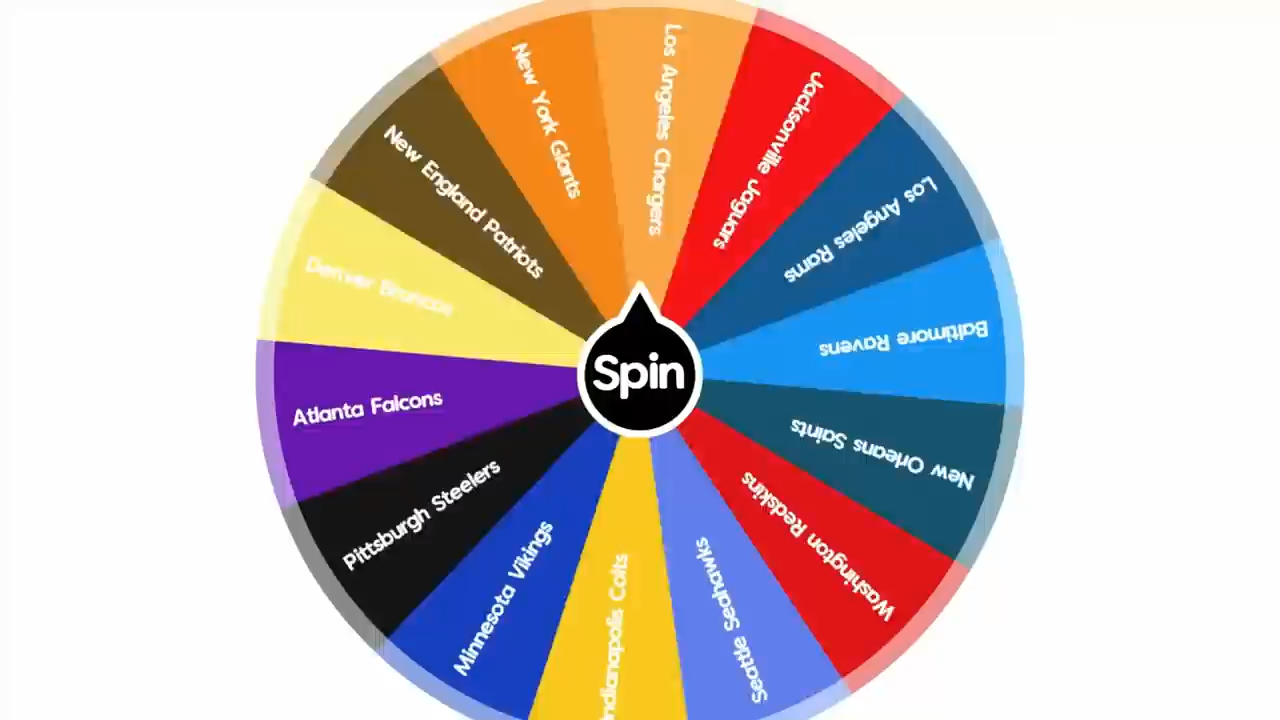 Los Angeles Chargers
Jacksonville Jaguars
Los Angeles Rams
Baltimore Ravens
New Orleans Saints
Washington Redskins
Seattle Seahawks
Indianapolis Colts
Minnesota Vikings
Pittsburgh Steelers
Atlanta Falcons
Denver Broncos
New England Patriots
New York Giants
Spin